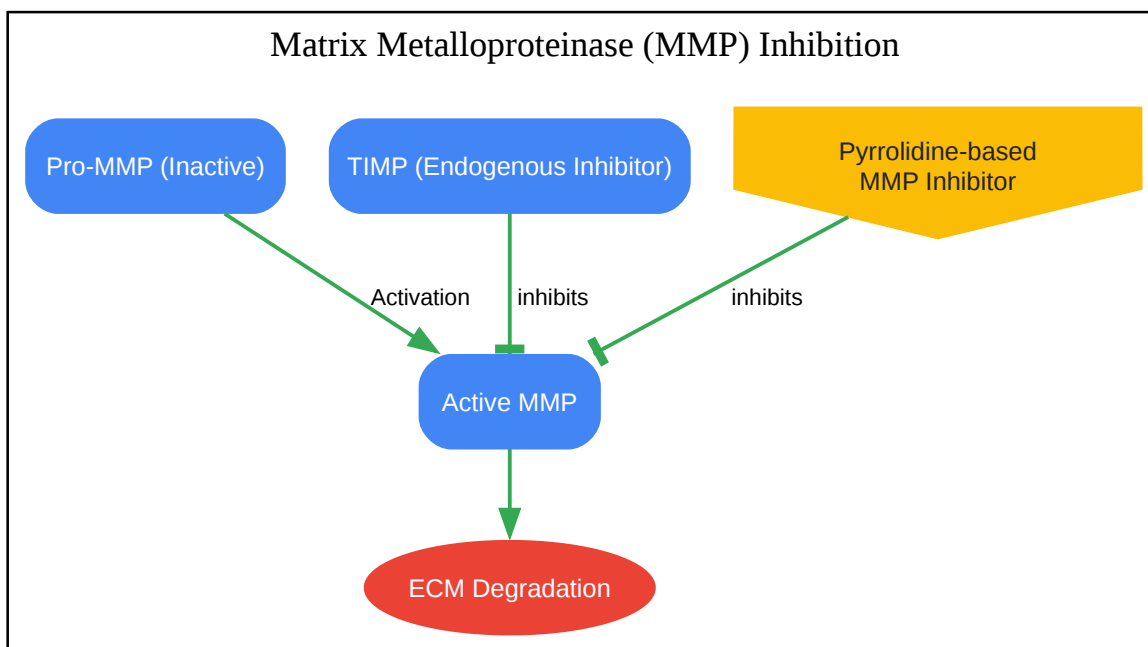 Matrix Metalloproteinase (MMP) Inhibition
Pro-MMP (Inactive)
TIMP (Endogenous Inhibitor)
Pyrrolidine-based
MMP Inhibitor
Activation
inhibits
inhibits
Active MMP
ECM Degradation